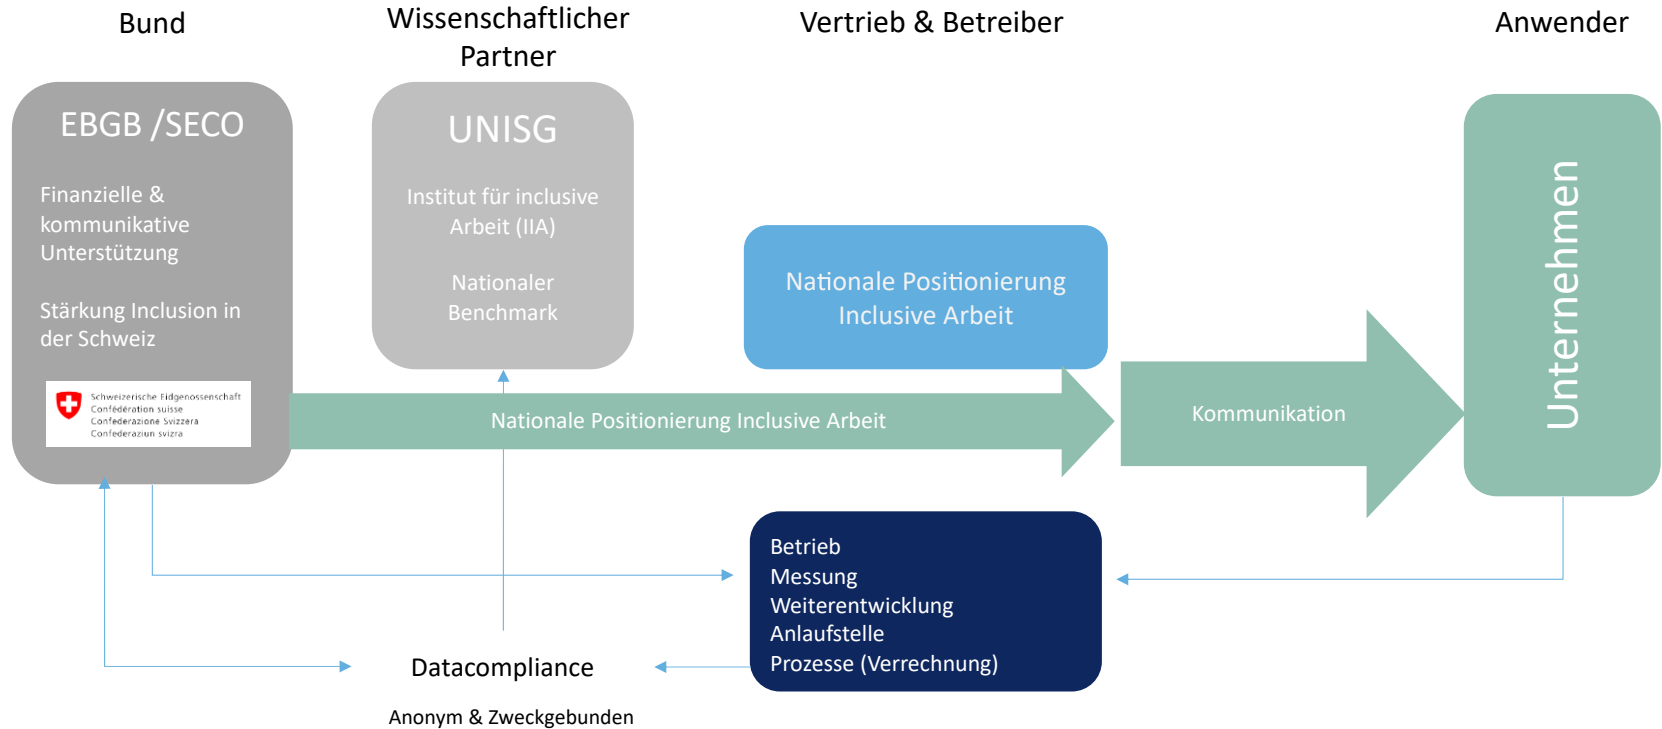 Bund
Wissenschaftlicher
Partner
Vertrieb & Betreiber
Anwender
EBGB /SECO
Finanzielle &
kommunikative
Unterstützung
Stärkung Inclusion in
der Schweiz
Schweizerische Eidgenossenschaft
Confédération suisse
Confederazione Svizzera
Confederaziun svizra
UNISG
Institut für inclusive
Arbeit (IIA)
Nationaler
Benchmark
Nationale Positionierung
Inclusive Arbeit
Unternehmen
Nationale Positionierung Inclusive Arbeit
Kommunikation
Betrieb
Messung
Weiterentwicklung
Anlaufstelle
Prozesse (Verrechnung)
Datacompliance
Anonym & Zweckgebunden